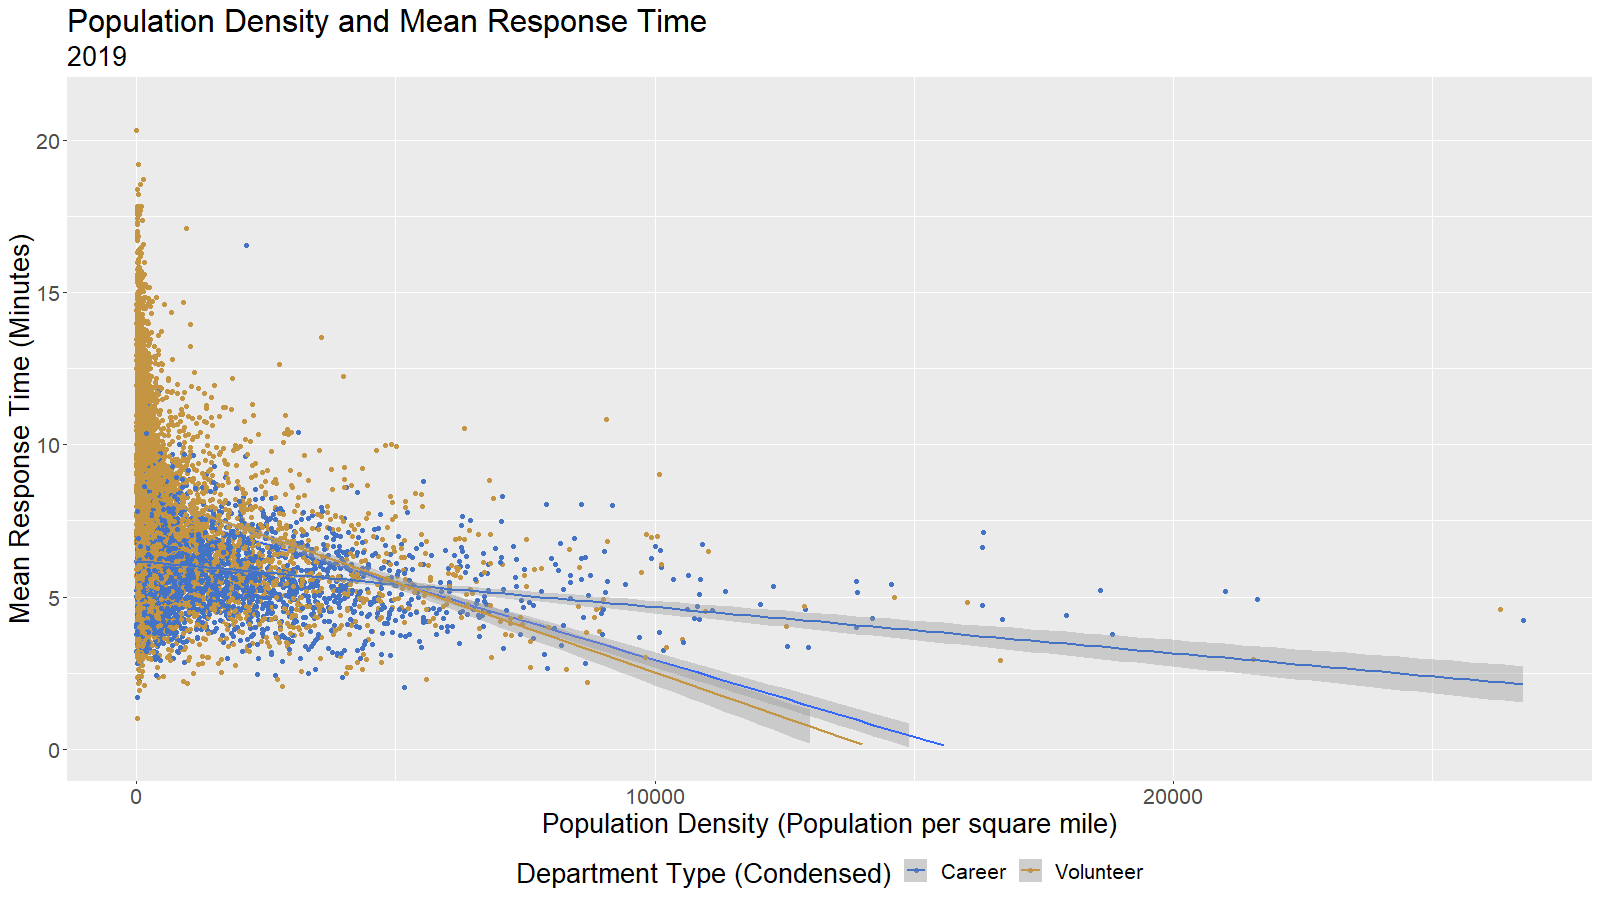 Population Density and Mean Response Time
2019
Mean Response Time (Minutes)
20
15
10
5
0
0 10000 20000
Population Density (Population per square mile)
Department Type (Condensed) Career Volunteer